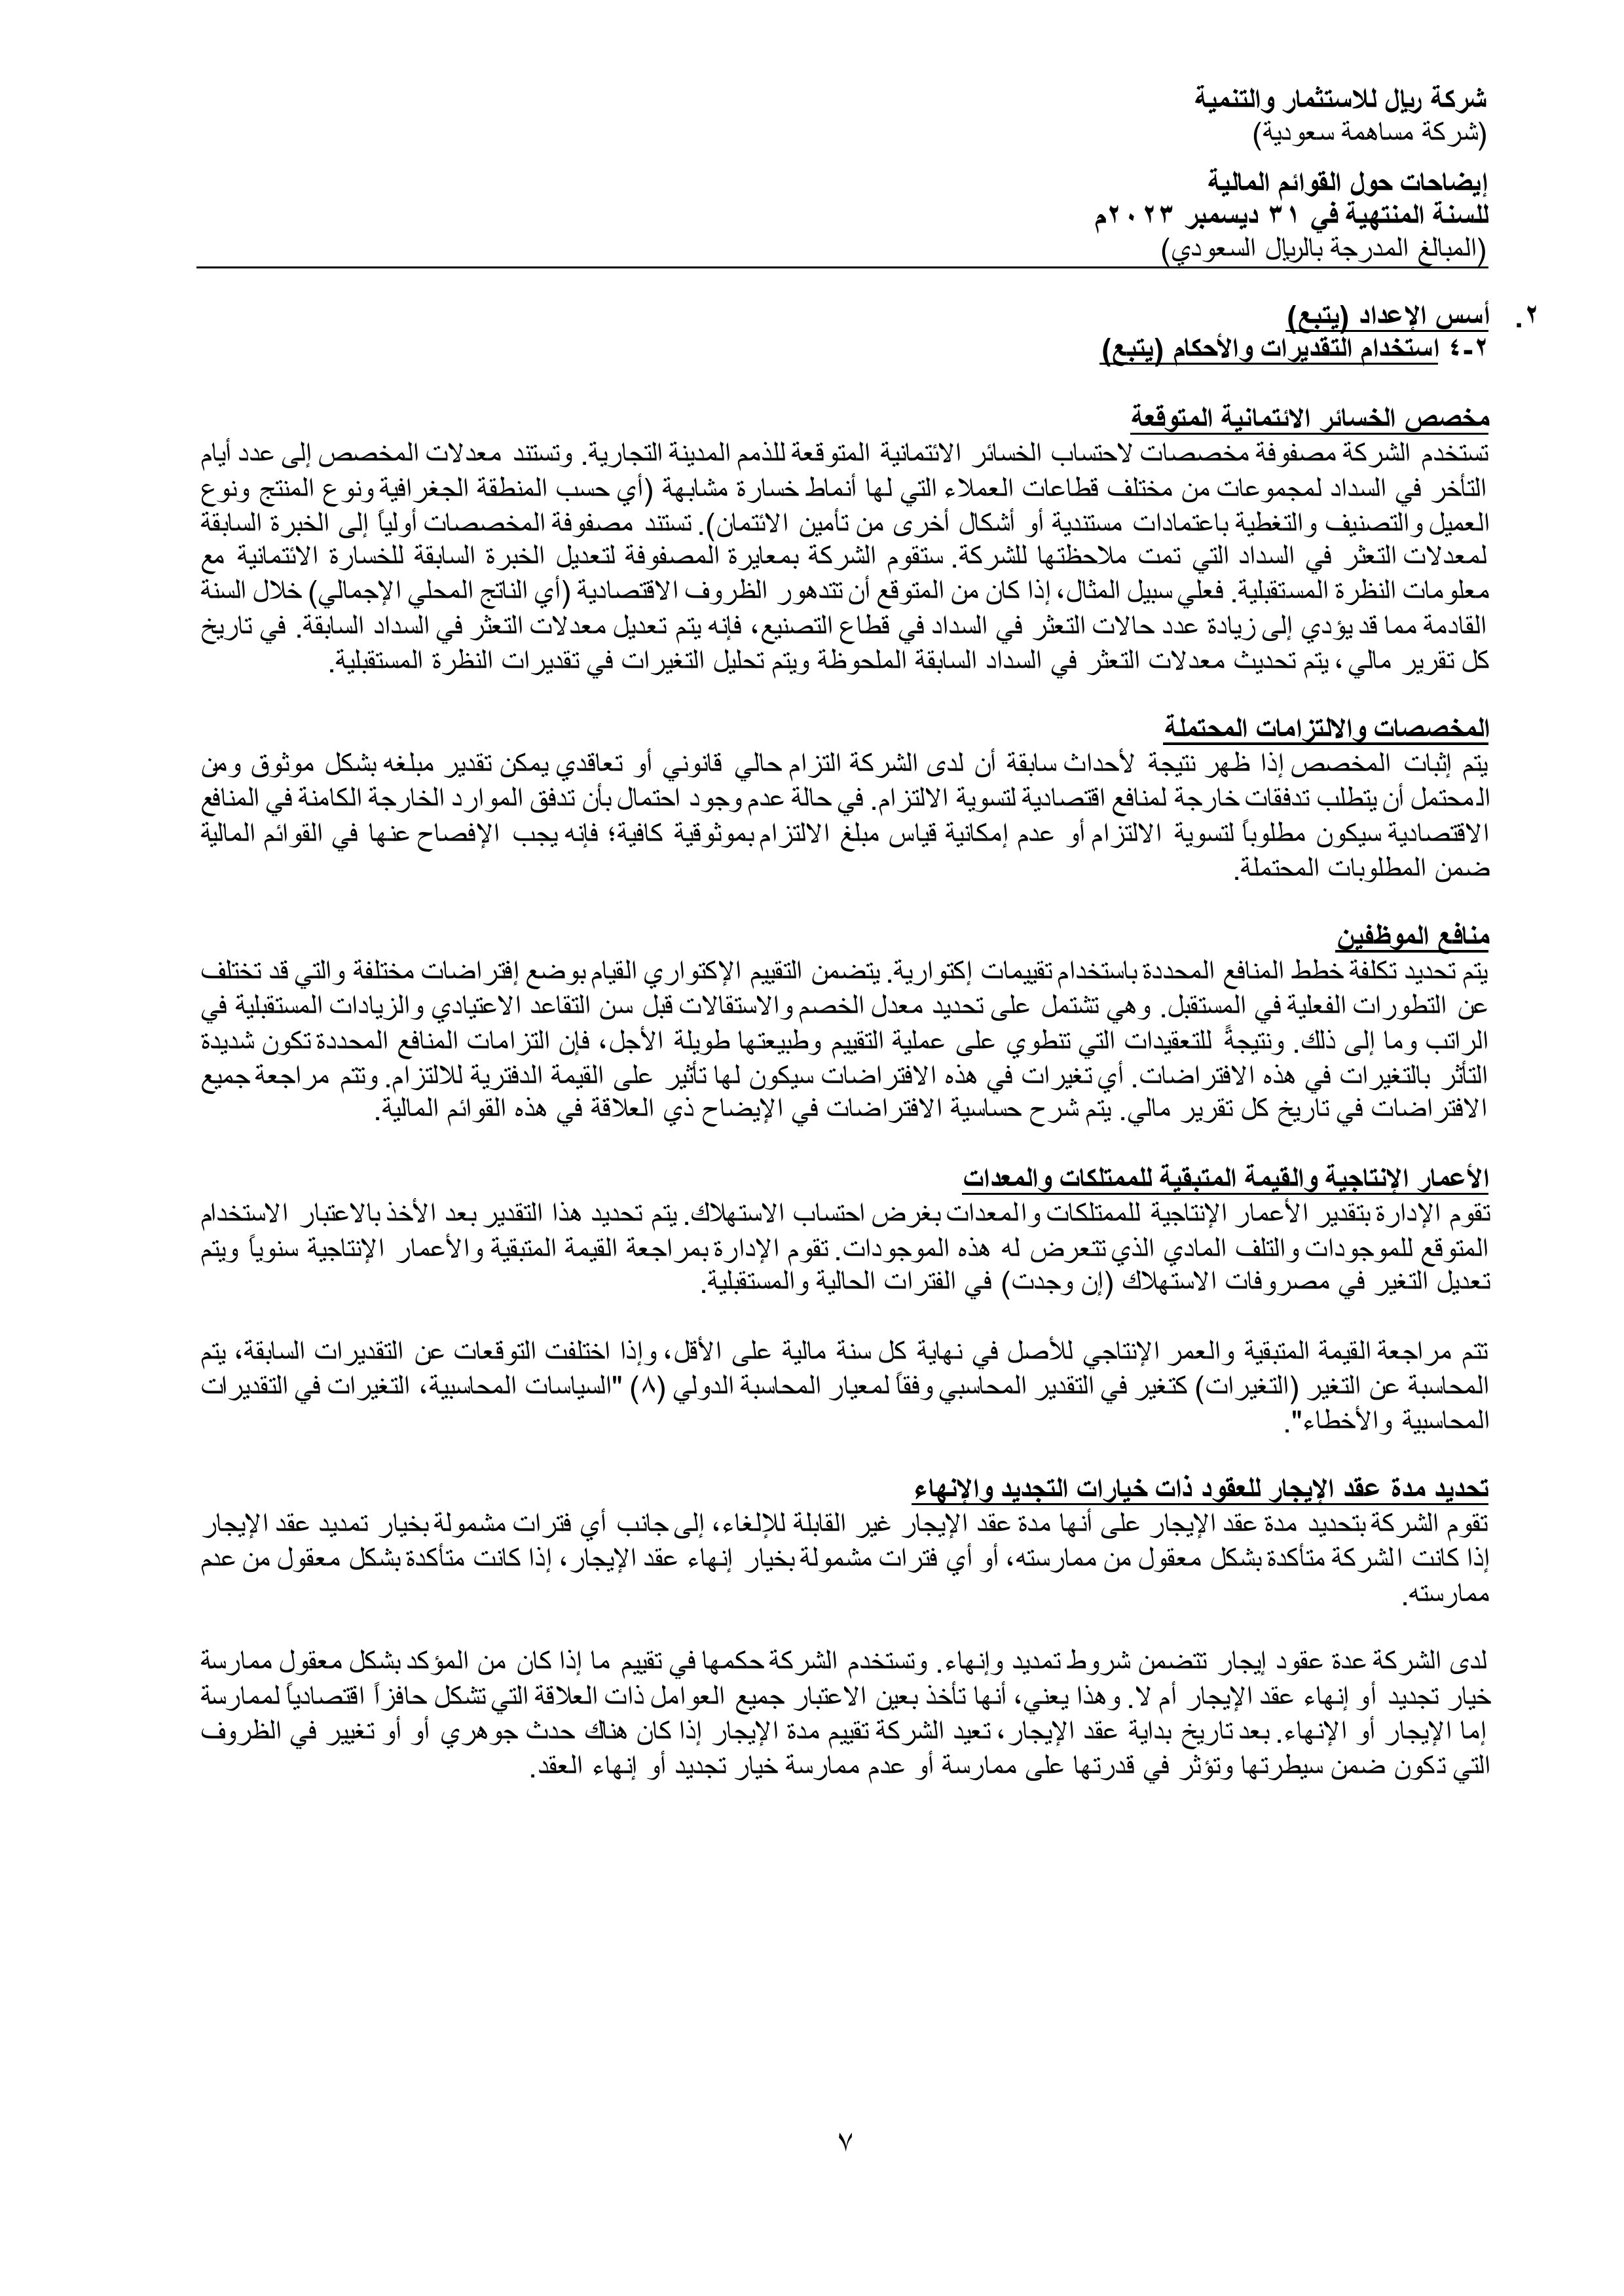 شركة ريال للاستثمار والتنمية
(شركة مساهمة سعودية)
إيضاحات حول القوائم المالية
للسنة المنتهية في ٣١ ديسمبر ٢٠٢٣م
(المبالغ المدرجة بالريال السعودي)
٢. أسس الإعداد (يتبع)
٢-٤ استخدام التقديرات والأحكام (يتبع)
مخصص الخسائر الائتمانية المتوقعة
تستخدم الشركة مصفوفة مخصصات لاحتساب الخسائر الائتمانية المتوقعة للذمم المدينة التجارية. وتستند معدلات المخصص إلى عدد أيام
التأخر في السداد لمجموعات من مختلف قطاعات العملاء التي لها أنماط خسارة مشابهة (أي حسب المنطقة الجغرافية ونوع المنتج ونوع
العميل والتصنيف والتغطية باعتمادات مستندية أو أشكال أخرى من تأمين الائتمان). تستند مصفوفة المخصصات أولياً إلى الخبرة السابقة
لمعدلات التعثر في السداد التي تمت ملاحظتها للشركة. ستقوم الشركة بمعايرة المصفوفة لتعديل الخبرة السابقة للخسارة الائتمانية مع
معلومات النظرة المستقبلية. فعلي سبيل المثال، إذا كان من المتوقع أن تتدهور الظروف الاقتصادية (أي الناتج المحلي الإجمالي) خلال السنة
القادمة مما قد يؤدي إلى زيادة عدد حالات التعثر في السداد في قطاع التصنيع، فإنه يتم تعديل معدلات التعثر في السداد السابقة. في تاريخ
كل تقرير مالي، يتم تحديث معدلات التعثر في السداد السابقة الملحوظة ويتم تحليل التغيرات في تقديرات النظرة المستقبلية.
المخصصات والالتزامات المحتملة
يتم إثبات المخصص إذا ظهر نتيجة لأحداث سابقة أن لدى الشركة التزام حالي قانوني أو تعاقدي يمكن تقدير مبلغه بشكل موثوق ومن
المحتمل أن يتطلب تدفقات خارجة لمنافع اقتصادية لتسوية الالتزام. في حالة عدم وجود احتمال بأن تدفق الموارد الخارجة الكامنة في المنافع
الاقتصادية سيكون مطلوباً لتسوية الالتزام أو عدم إمكانية قياس مبلغ الالتزام بموثوقية كافية؛ فإنه يجب الإفصاح عنها في القوائم المالية
ضمن المطلوبات المحتملة.
منافع الموظفين
يتم تحديد تكلفة خطط المنافع المحددة باستخدام تقييمات إكتوارية. يتضمن التقييم الإكتواري القيام بوضع إفتراضات مختلفة والتي قد تختلف
عن التطورات الفعلية في المستقبل. وهي تشتمل على تحديد معدل الخصم والاستقالات قبل سن التقاعد الاعتيادي والزيادات المستقبلية في
الراتب وما إلى ذلك. ونتيجةً للتعقيدات التي تنطوي على عملية التقييم وطبيعتها طويلة الأجل، فإن التزامات المنافع المحددة تكون شديدة
التأثر بالتغيرات في هذه الافتراضات. أي تغيرات في هذه الافتراضات سيكون لها تأثير على القيمة الدفترية للالتزام. وتتم مراجعة جميع
الافتراضات في تاريخ كل تقرير مالي. يتم شرح حساسية الافتراضات في الإيضاح ذي العلاقة في هذه القوائم المالية.
الأعمار الإنتاجية والقيمة المتبقية للممتلكات والمعدات
تقوم الإدارة بتقدير الأعمار الإنتاجية للممتلكات والمعدات بغرض احتساب الاستهلاك. يتم تحديد هذا التقدير بعد الأخذ بالاعتبار الاستخدام
المتوقع للموجودات والتلف المادي الذي تتعرض له هذه الموجودات. تقوم الإدارة بمراجعة القيمة المتبقية والأعمار الإنتاجية سنوياً ويتم
تعديل التغير في مصروفات الاستهلاك (إن وجدت) في الفترات الحالية والمستقبلية.
تتم مراجعة القيمة المتبقية والعمر الإنتاجي للأصل في نهاية كل سنة مالية على الأقل، وإذا اختلفت التوقعات عن التقديرات السابقة، يتم
المحاسبة عن التغير (التغيرات) كتغير في التقدير المحاسبي وفقاً لمعيار المحاسبة الدولي (٨) "السياسات المحاسبية، التغيرات في التقديرات
المحاسبية والأخطاء".
تحديد مدة عقد الإيجار للعقود ذات خيارات التجديد والإنهاء
تقوم الشركة بتحديد مدة عقد الإيجار على أنها مدة عقد الإيجار غير القابلة للإلغاء، إلى جانب أي فترات مشمولة بخيار تمديد عقد الإيجار
إذا كانت الشركة متأكدة بشكل معقول من ممارسته، أو أي فترات مشمولة بخيار إنهاء عقد الإيجار، إذا كانت متأكدة بشكل معقول من عدم
ممارسته.
لدى الشركة عدة عقود إيجار تتضمن شروط تمديد وإنهاء. وتستخدم الشركة حكمها في تقييم ما إذا كان من المؤكد بشكل معقول ممارسة
خيار تجديد أو إنهاء عقد الإيجار أم لا. وهذا يعني، أنها تأخذ بعين الاعتبار جميع العوامل ذات العلاقة التي تشكل حافزاً اقتصادياً لممارسة
إما الإيجار أو الإنهاء. بعد تاريخ بداية عقد الإيجار، تعيد الشركة تقييم مدة الإيجار إذا كان هناك حدث جوهري أو أو تغيير في الظروف
التي تكون ضمن سيطرتها وتؤثر في قدرتها على ممارسة أو عدم ممارسة خيار تجديد أو إنهاء العقد.
٧